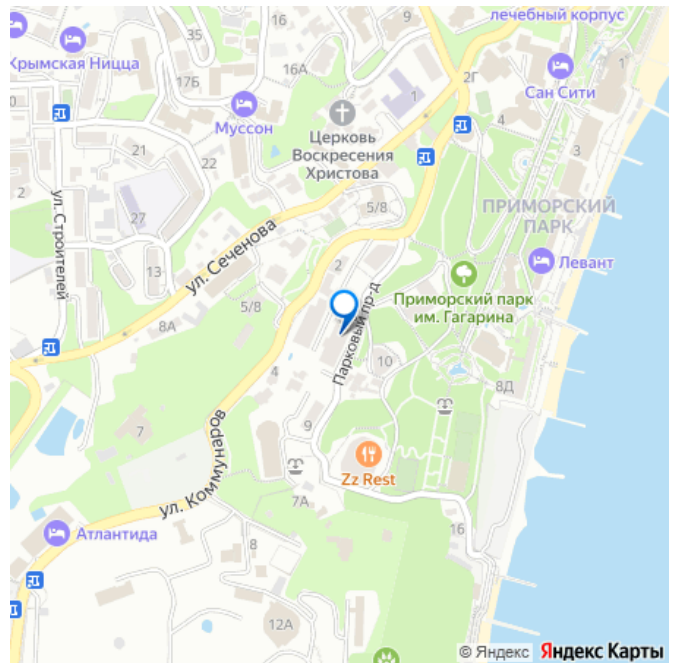 лечебный корпус
16
Крымская Ницца
16А
2Г
17Б
Сан Сити
1
1
Муссон
4
Церковь
Воскресения
Христова
21
22
3
2
5/8
ПРИМОРСКИЙ
ПАРК
27
ул. Строителей
ул. Сеченова
13
2
Левант
Приморский парк
им. Гагарина
5/8
8А
Парковый пр-д
10
4
8Д
9
7
ул. Коммунаров
Zz Rest
7А
16
Атлантида
8
12А
© Яндекс Яндекс Карты